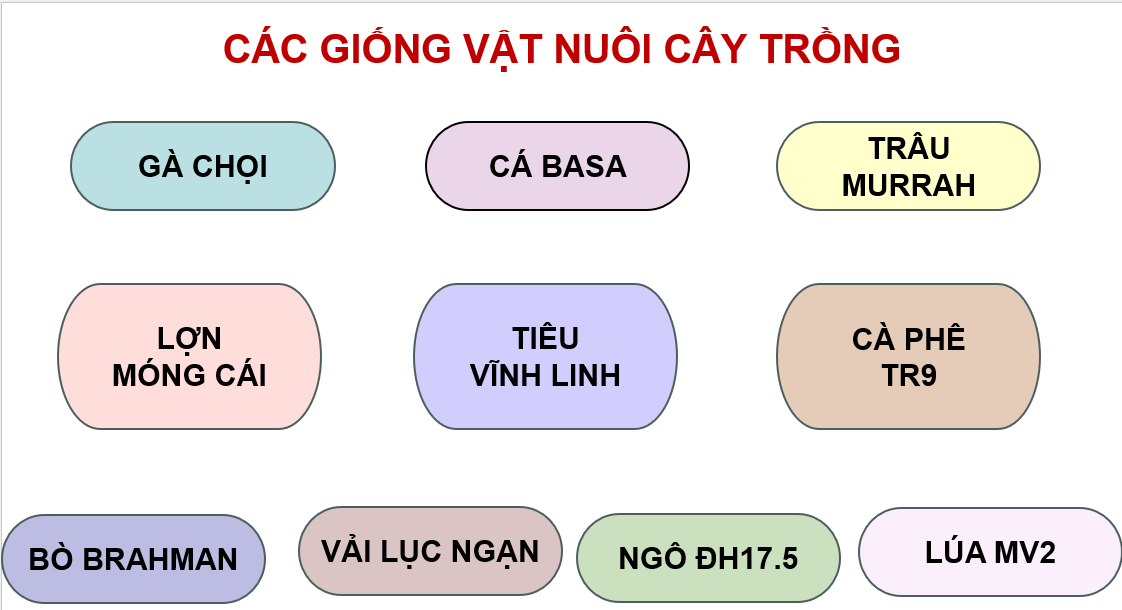 CÁC GIỐNG VẬT NUÔI CÂY TRỒNG
GÀ CHỌI
CÁ BASA
TRÂU
MURRAH
LỢN
MÓNG CÁI
TIÊU
VĨNH LINH
CÀ PHÊ
TR9
BÒ BRAHMAN
VẢI LỤC NGẠN
NGÔ ĐH17.5
LÚA MV2